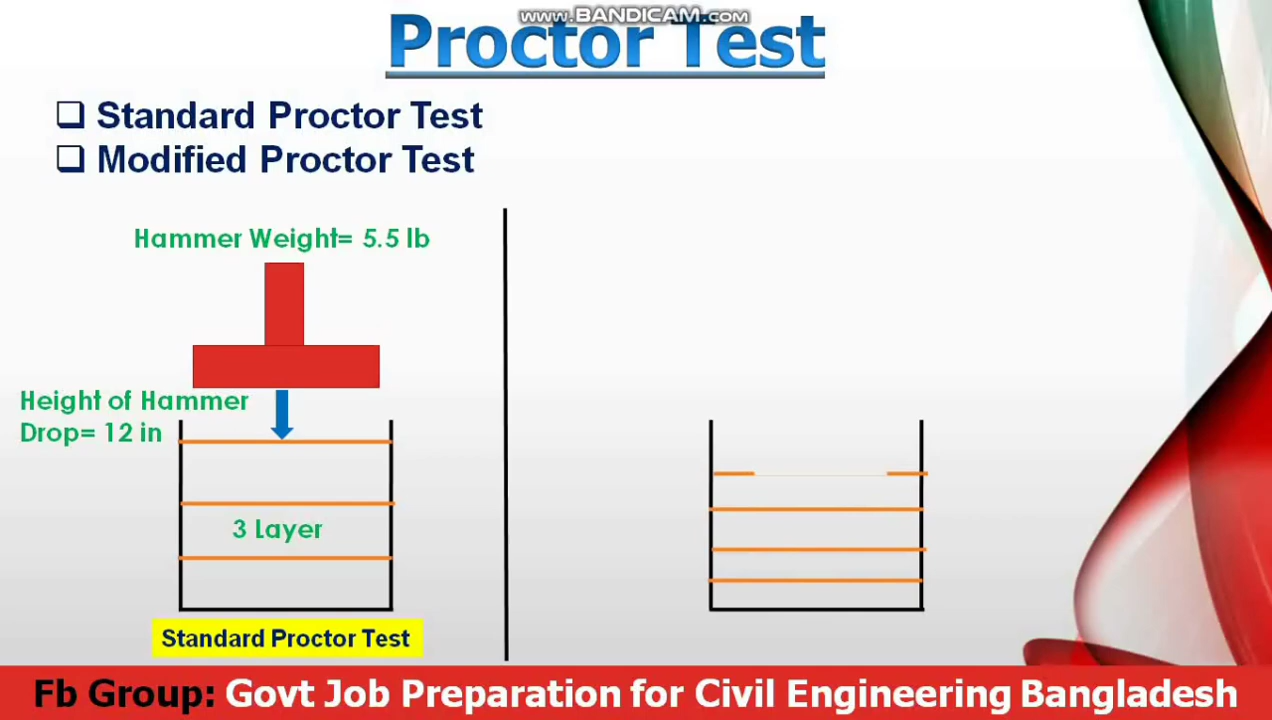 www.BANDICAM.com
Proctor Test
Standard Proctor Test
Modified Proctor Test
Hammer Weight= 5.5 lb
Height of Hammer
Drop= 12 in
3 Layer
Standard Proctor Test
Fb Group: Govt Job Preparation for Civil Engineering Bangladesh